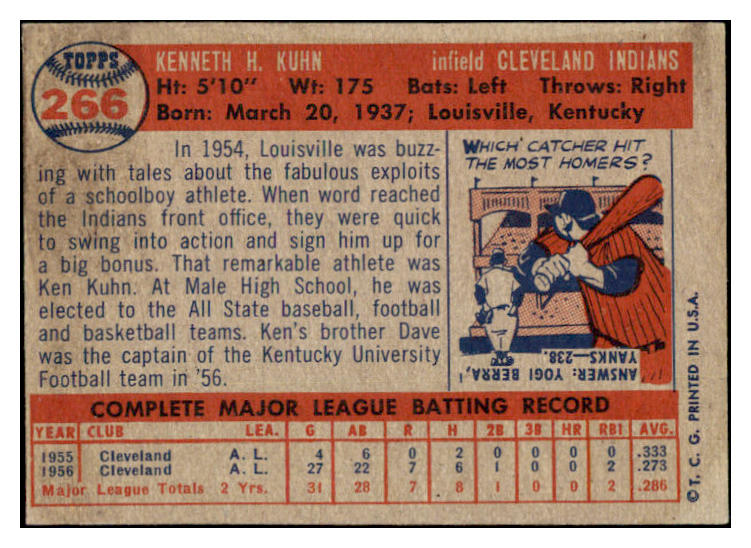 TOPPS
266
KENNETH H. KUHN infield CLEVELAND INDIANS
Ht: 5'10" Wt: 175 Bats: Left Throws: Right
Born: March 20, 1937; Louisville, Kentucky
In 1954, Louisville was buzz-
ing with tales about the fabulous exploits
of a schoolboy athlete. When word reached
the Indians front office, they were quick
to swing into action and sign him up for
a big bonus. That remarkable athlete was
Ken Kuhn. At Male High School, he was
elected to the All State baseball, football
and basketball teams. Ken's brother Dave
was the captain of the Kentucky University
Football team in '56.
WHICH CATCHER HIT
THE MOST HOMERS?
ANSWER: YOGI BERRA,
YANKS—238.
COMPLETE MAJOR LEAGUE BATTING RECORD
YEAR CLUB LEA. G AB R H 2B 3B HR RBI AVG.
1955 Cleveland A. L. 4 6 0 2 0 0 0 0 .333
1956 Cleveland A. L. 27 22 7 6 1 0 0 2 .273
Major League Totals 2 Yrs. 31 28 7 8 1 0 0 2 .286
© T. C. G. PRINTED IN U.S.A.